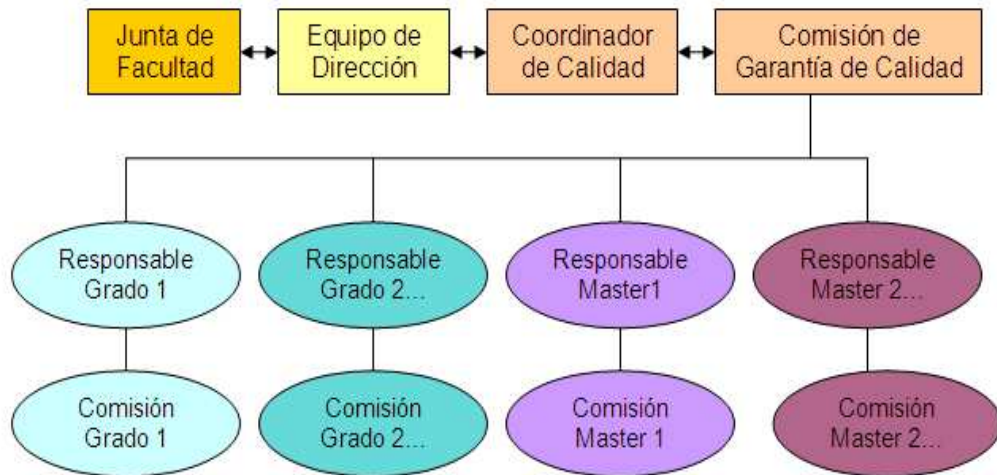 Junta de
Facultad
Equipo de
Dirección
Coordinador
de Calidad
Comisión de
Garantía de Calidad
Responsable
Grado 1
Responsable
Grado 2...
Responsable
Master1
Responsable
Master 2...
Comisión
Grado 1
Comisión
Grado 2...
Comisión
Master 1
Comisión
Master 2...